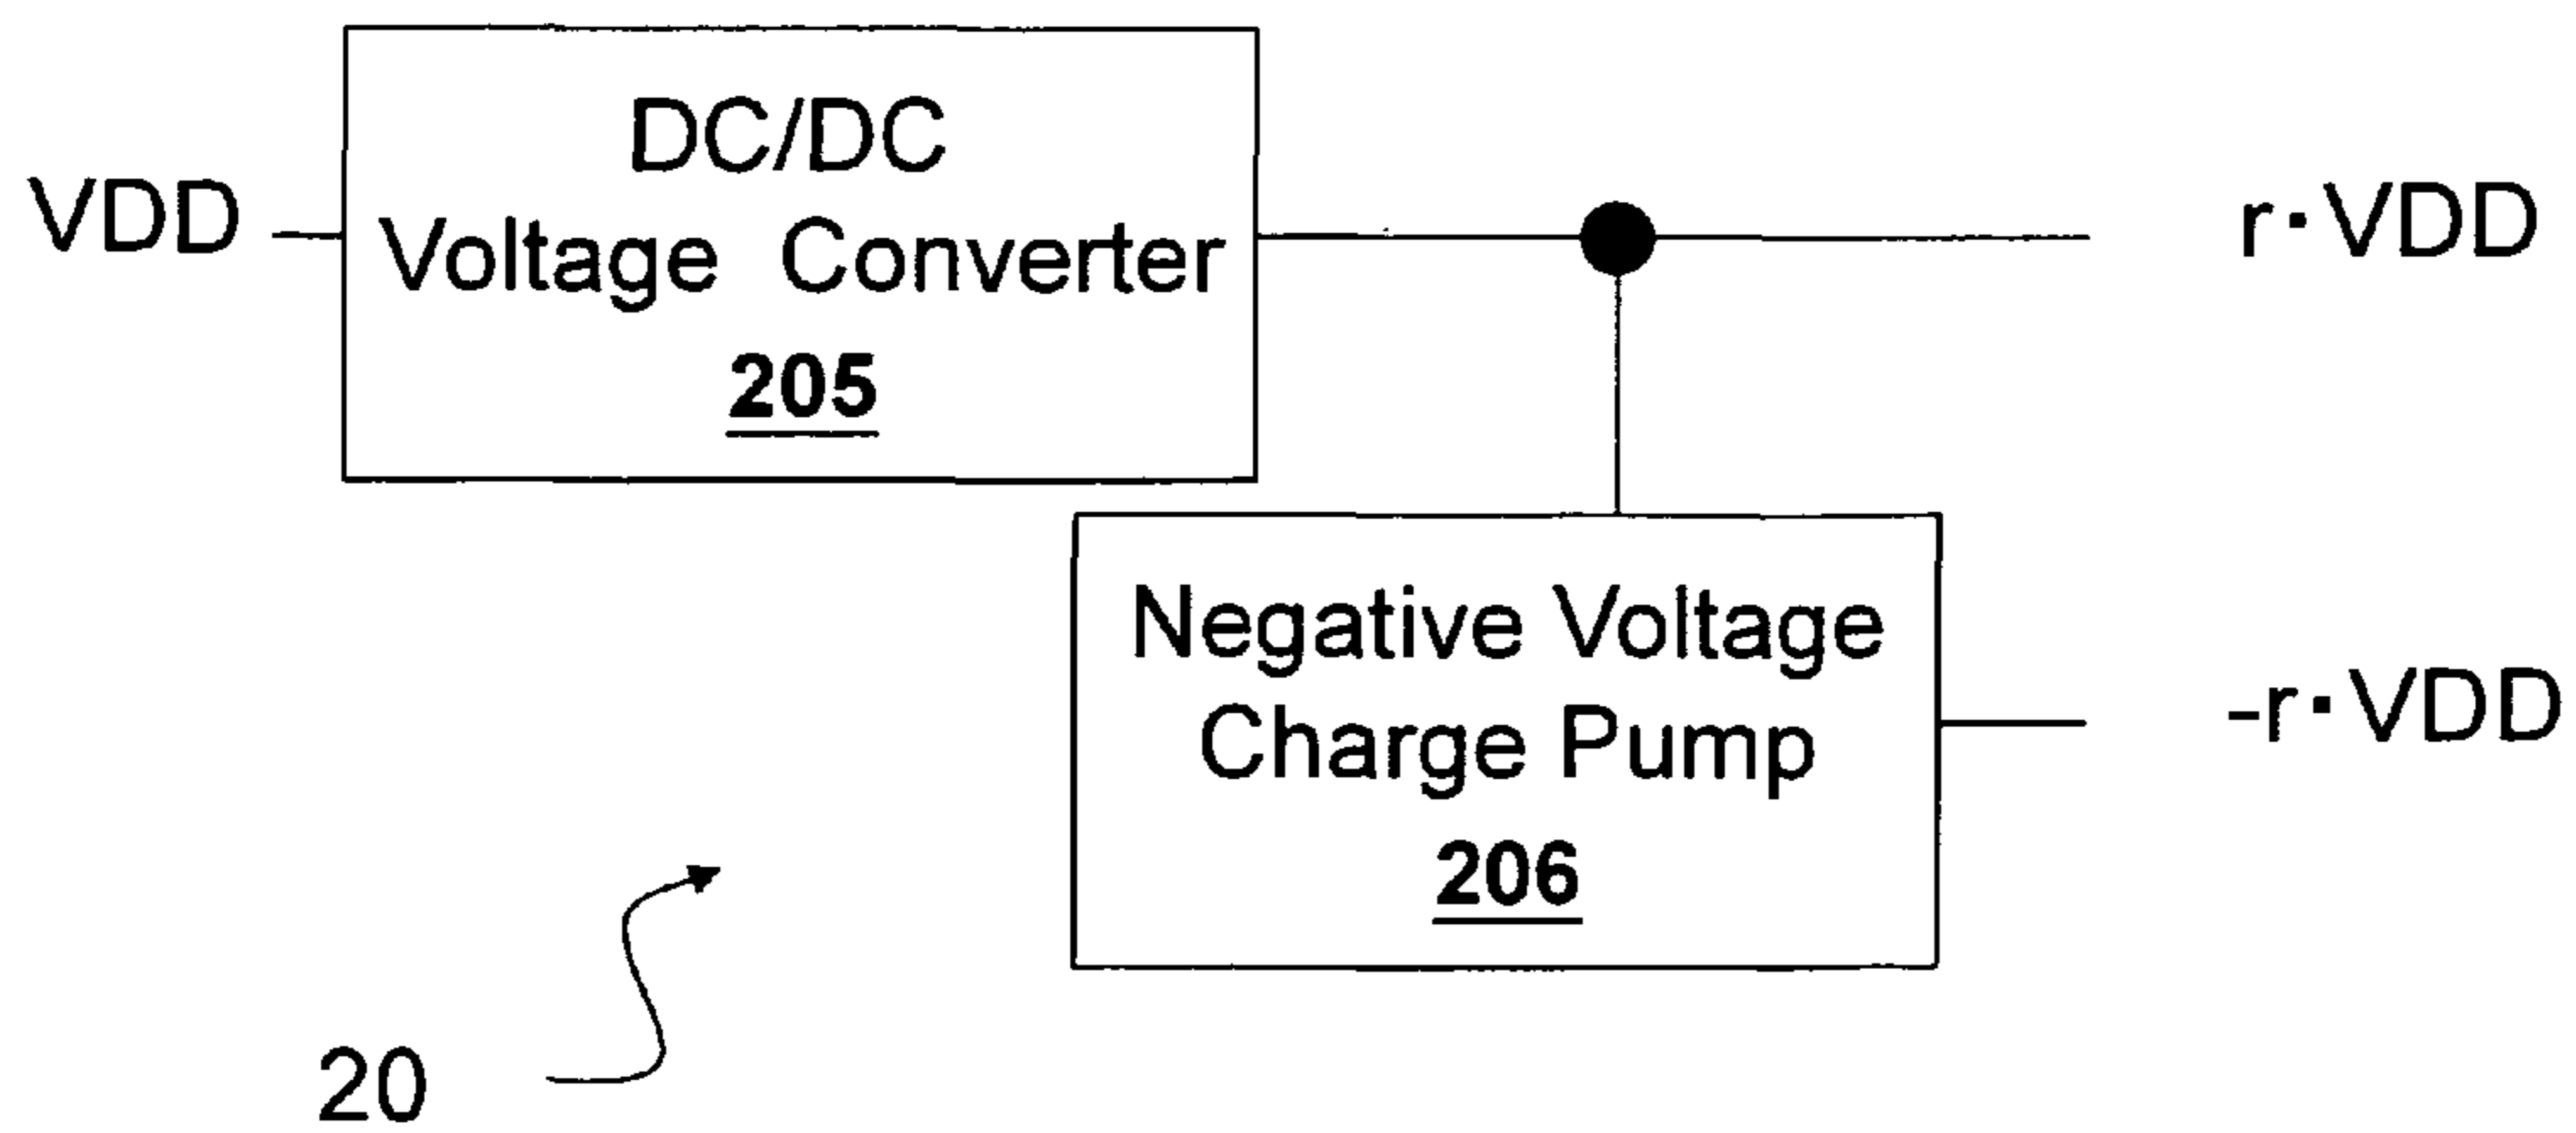 VDD
DC/DC
Voltage Converter
205
r·VDD
Negative Voltage
Charge Pump
206
-r·VDD
20